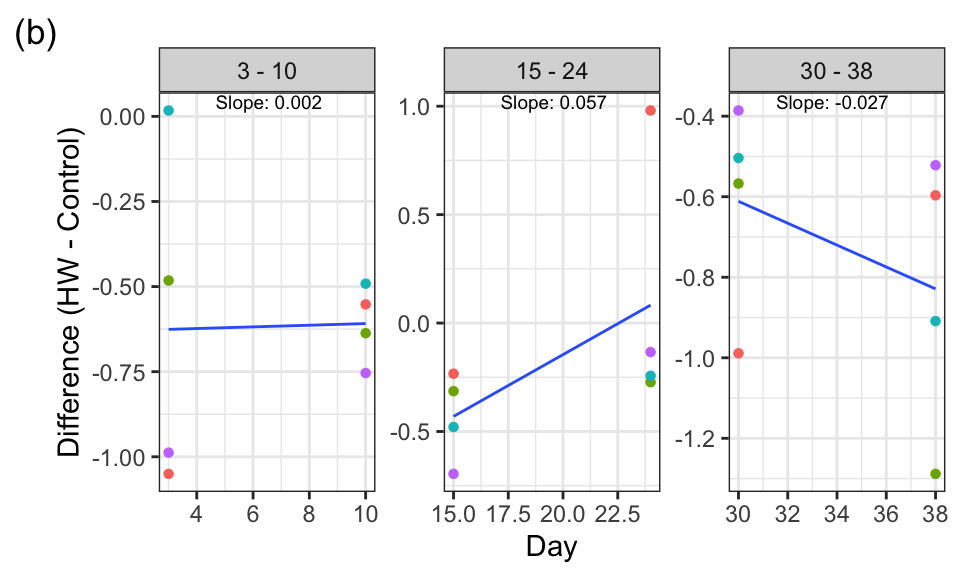 (b)
3 - 10
15 - 24
30 - 38
Slope: 0.002
Slope: 0.057
Slope: -0.027
Difference (HW - Control)
0.00
-0.25
-0.50
-0.75
-1.00
1.0
0.5
0.0
-0.5
-0.4
-0.6
-0.8
-1.0
-1.2
4 6 8 10
15.0 17.5 20.0 22.5
30 32 34 36 38
Day